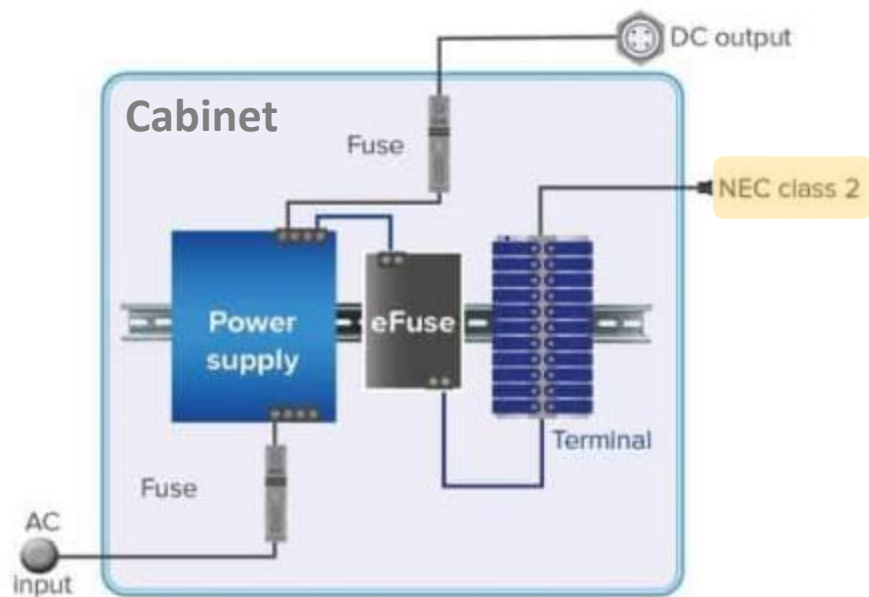 DC output
Cabinet
Fuse
NEC class 2
Power
supply
eFuse
Terminal
Fuse
AC
input